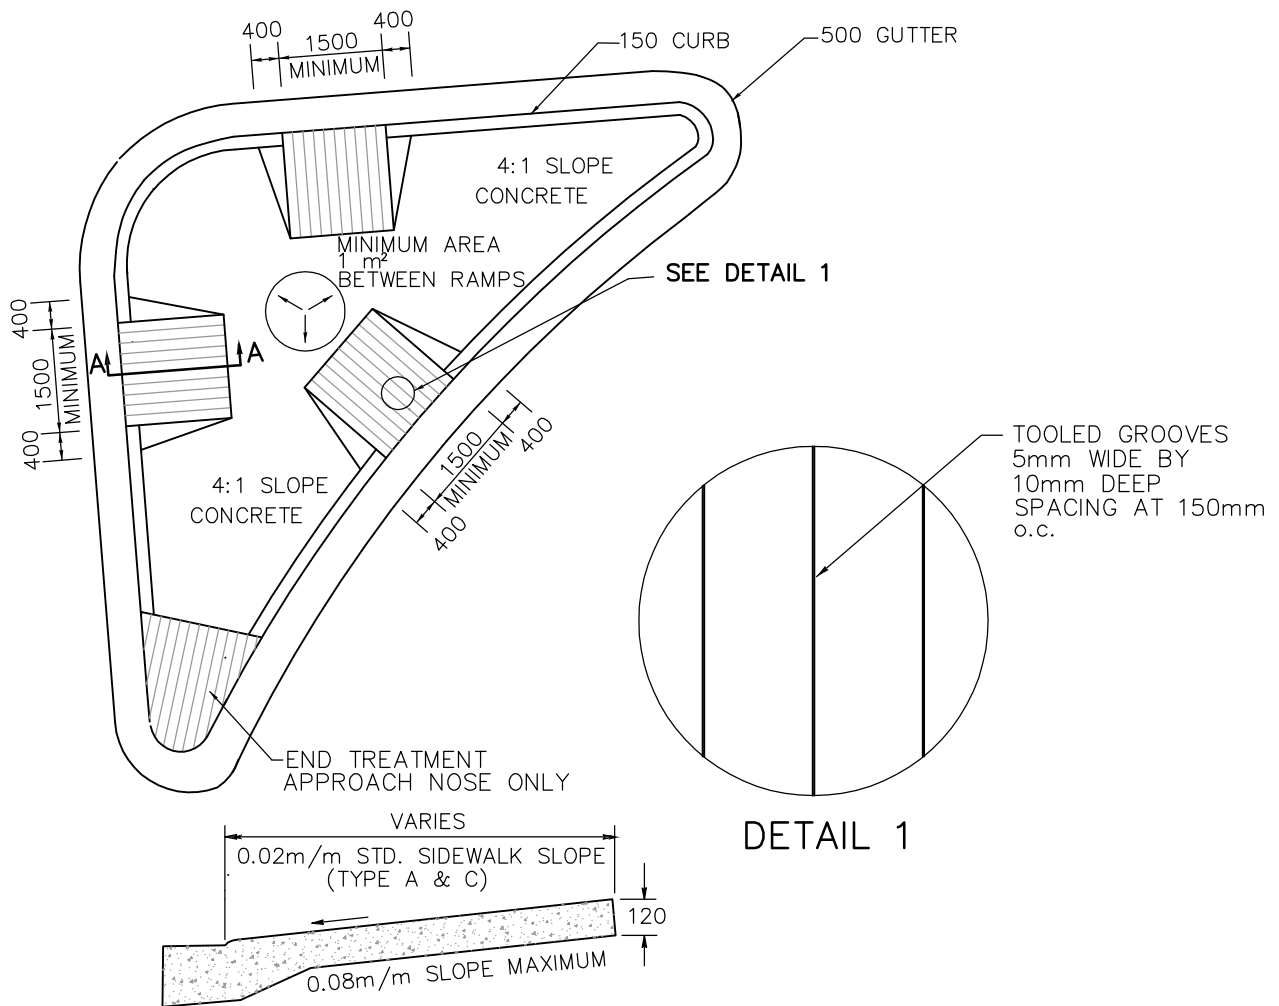 400
1500
400
MINIMUM
150 CURB
500 GUTTER
4:1 SLOPE
CONCRETE
MINIMUM AREA
1 m²
BETWEEN RAMPS
SEE DETAIL 1
400
1500
MINIMUM
400
A
A
400
1500
MINIMUM
400
4:1 SLOPE
CONCRETE
TOOLED GROOVES
5mm WIDE BY
10mm DEEP
SPACING AT 150mm
o.c.
END TREATMENT
APPROACH NOSE ONLY
DETAIL 1
VARIES
0.02m/m STD. SIDEWALK SLOPE
(TYPE A & C)
120
0.08m/m SLOPE MAXIMUM